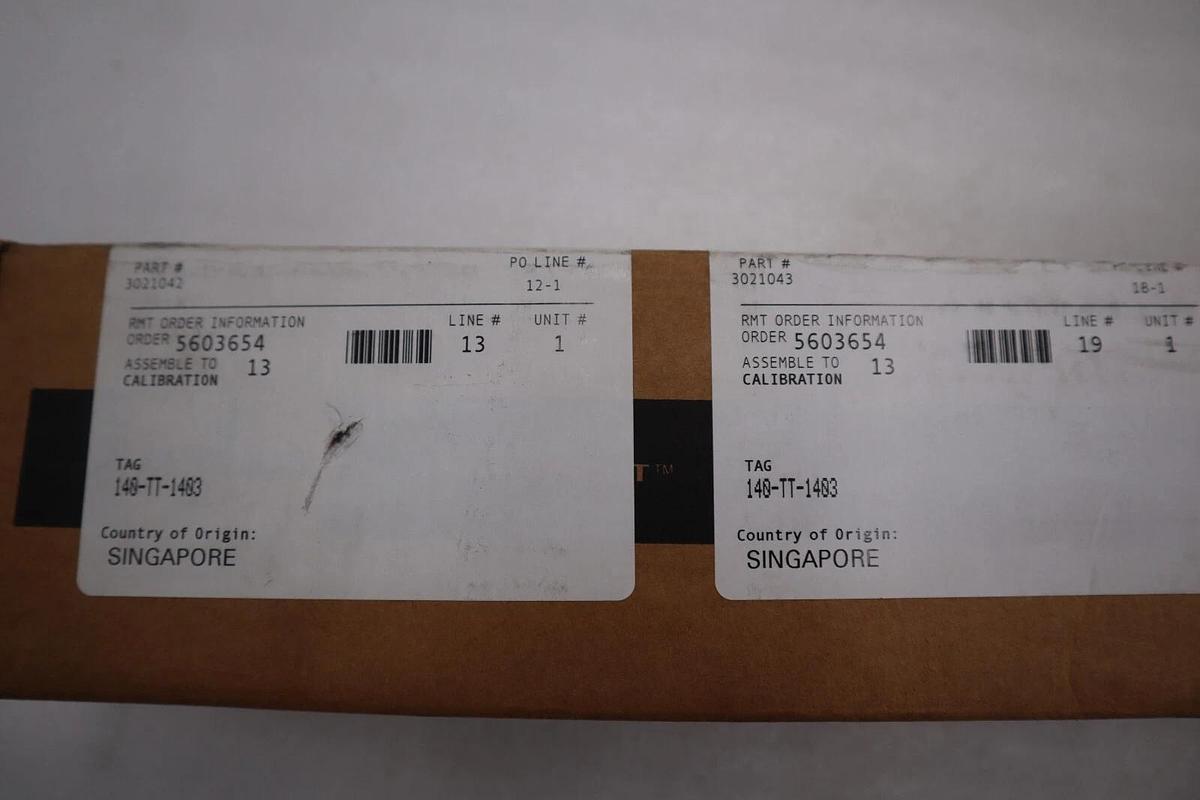 PART #
PO LINE #
3021042
12-1
RMT ORDER INFORMATION
LINE #
UNIT #
ORDER 5603654
13
1
ASSEMBLE TO 13
CALIBRATION
TAG
140-TT-1403
Country of Origin:
SINGAPORE
T™
PART #
3021043
18-1
RMT ORDER INFORMATION
LINE #
UNIT #
ORDER 5603654
19
1
ASSEMBLE TO 13
CALIBRATION
TAG
140-TT-1403
Country of Origin:
SINGAPORE